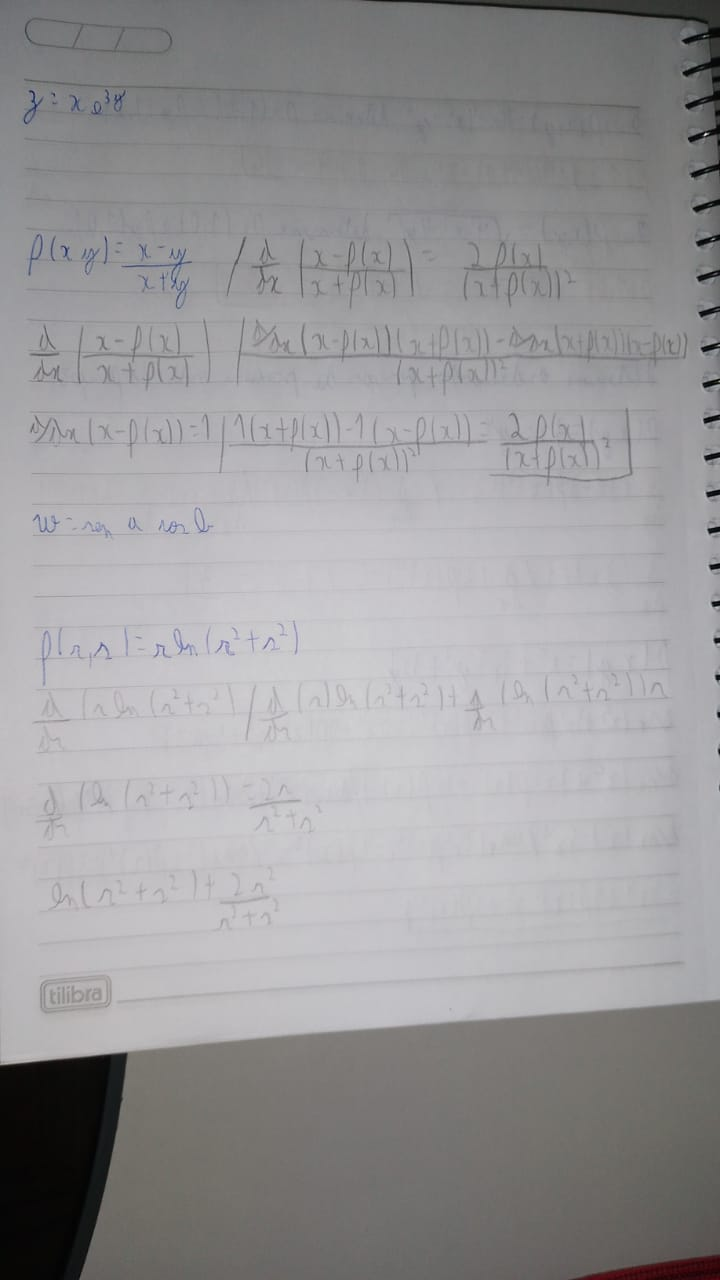 z = x e^3y
f(x y) = x-y / x+y / d/dx (x-f(x) / x+f(x)) = 2f(x) / (x+f(x))²
d/dx (x-f(x) / x+f(x)) | d/dx(x-f(x))(x+f(x)) - d/dx(x+f(x))(x-f(x)) / (x+f(x))²
d/dx(x-f(x)) = 1 / 1(x+f(x))-1(x-f(x)) / (x+f(x))² = 2f(x) / (x+f(x))²
w = sen a cos b
f(r,s) = r ln(r²+s²)
d/dr (r ln(r²+s²) / d/dr (r) ln(r²+s²) + d/dr (ln(r²+s²)) r
d/dr (ln(r²+s²)) = 2r / r²+s²
ln(r²+s²) + 2r² / r²+s²
tilibra